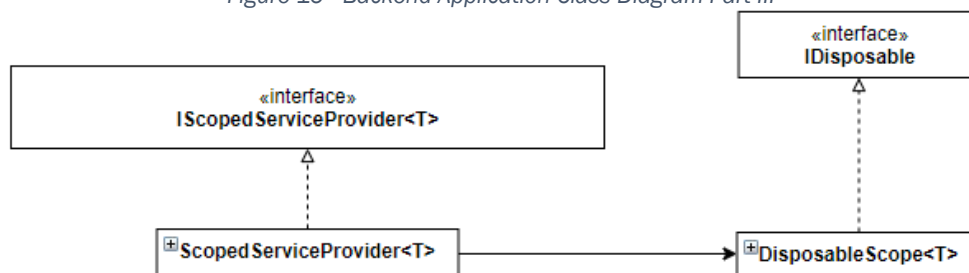 Figure 15 - Backend Application Class Diagram Part III
«interface»
IDisposable
«interface»
IScopedServiceProvider<T>
ScopedServiceProvider<T>
DisposableScope<T>